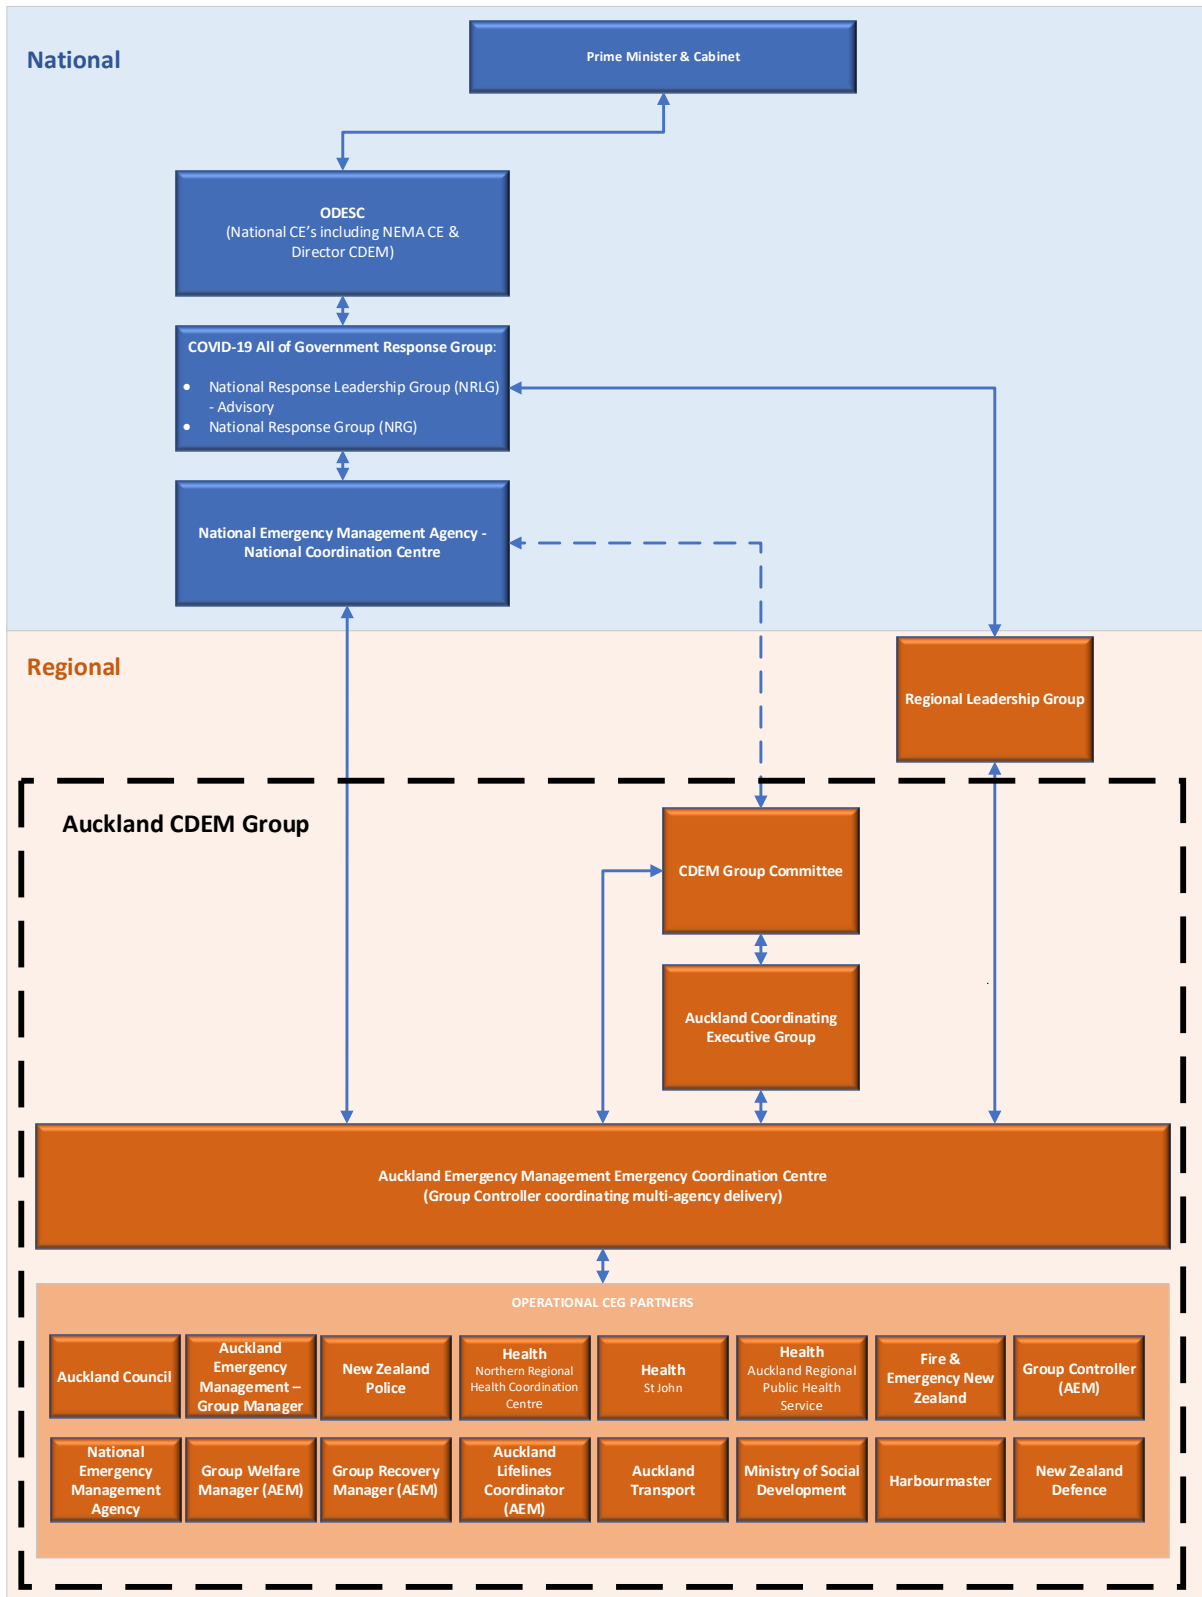 National
Prime Minister & Cabinet
ODESC
(National CE's including NEMA CE &
Director CDEM)
COVID-19 All of Government Response Group:
• National Response Leadership Group (NRLG)
- Advisory
• National Response Group (NRG)
National Emergency Management Agency -
National Coordination Centre
Regional
Regional Leadership Group
Auckland CDEM Group
CDEM Group Committee
Auckland Coordinating
Executive Group
Auckland Emergency Management Emergency Coordination Centre
(Group Controller coordinating multi-agency delivery)
OPERATIONAL CEG PARTNERS
Auckland Council
Auckland
Emergency
Management –
Group Manager
New Zealand
Police
Health
Northern Regional
Health Coordination
Centre
Health
St John
Health
Auckland Regional
Public Health
Service
Fire &
Emergency New
Zealand
Group Controller
(AEM)
National
Emergency
Management
Agency
Group Welfare
Manager (AEM)
Group Recovery
Manager (AEM)
Auckland
Lifelines
Coordinator
(AEM)
Auckland
Transport
Ministry of Social
Development
Harbourmaster
New Zealand
Defence